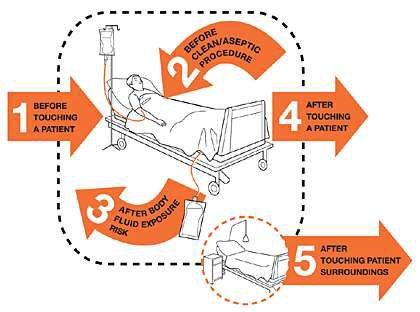 1
BEFORE
TOUCHING
A PATIENT
2
BEFORE
CLEAN/ASEPTIC
PROCEDURE
3
AFTER BODY
FLUID EXPOSURE
RISK
4
AFTER
TOUCHING
A PATIENT
5
AFTER
TOUCHING PATIENT
SURROUNDINGS